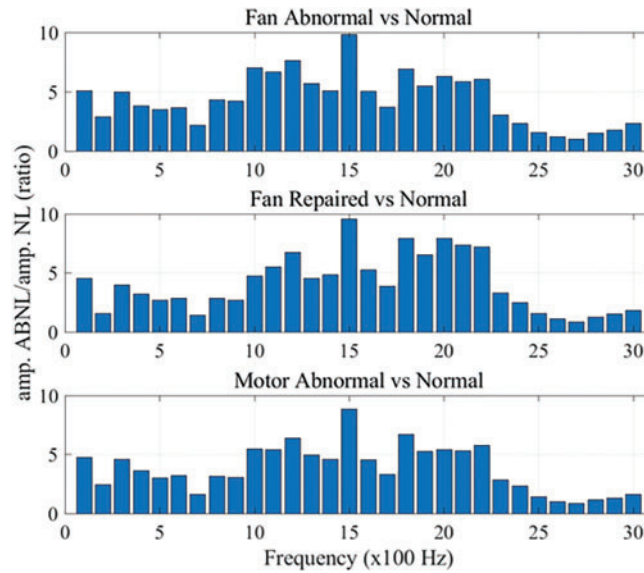 Fan Abnormal vs Normal
10
5
0
0 5 10 15 20 25 30
Fan Repaired vs Normal
10
5
0
0 5 10 15 20 25 30
Motor Abnormal vs Normal
10
5
0
0 5 10 15 20 25 30
Frequency (x100 Hz)
amp. ABNL/amp. NL (ratio)